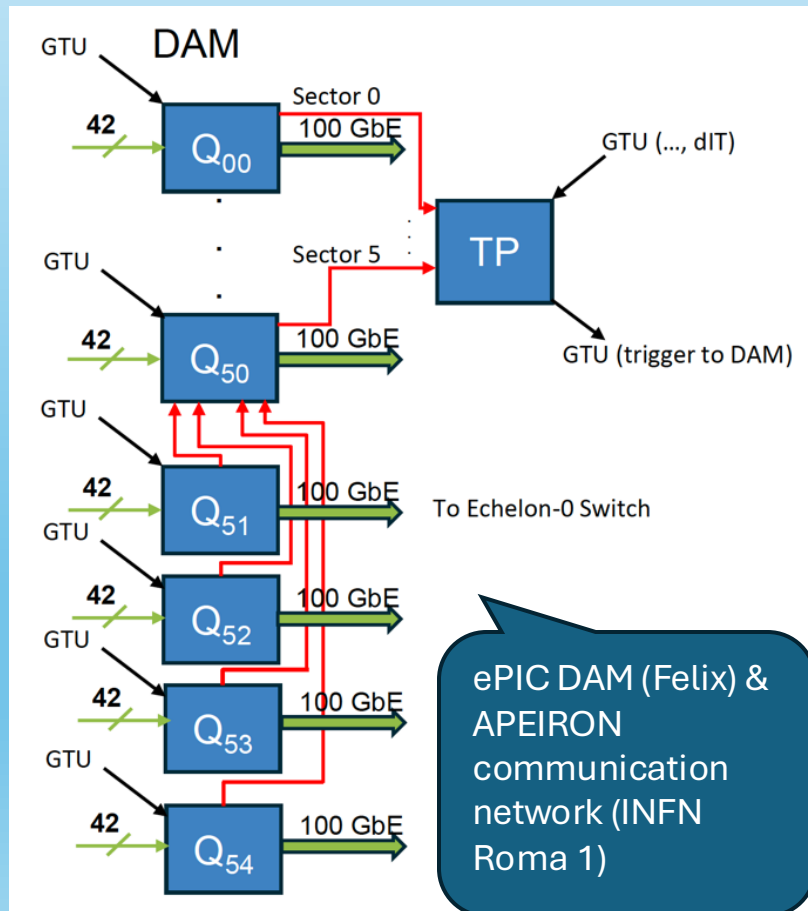 GTU
DAM
Sector 0
42
100 GbE
Q00
GTU (..., dIT)
TP
GTU
Sector 5
42
100 GbE
Q50
GTU (trigger to DAM)
GTU
42
100 GbE
Q51
To Echelon-0 Switch
GTU
42
100 GbE
Q52
GTU
42
100 GbE
Q53
GTU
42
100 GbE
Q54
ePIC DAM (Felix) &
APEIRON
communication
network (INFN
Roma 1)